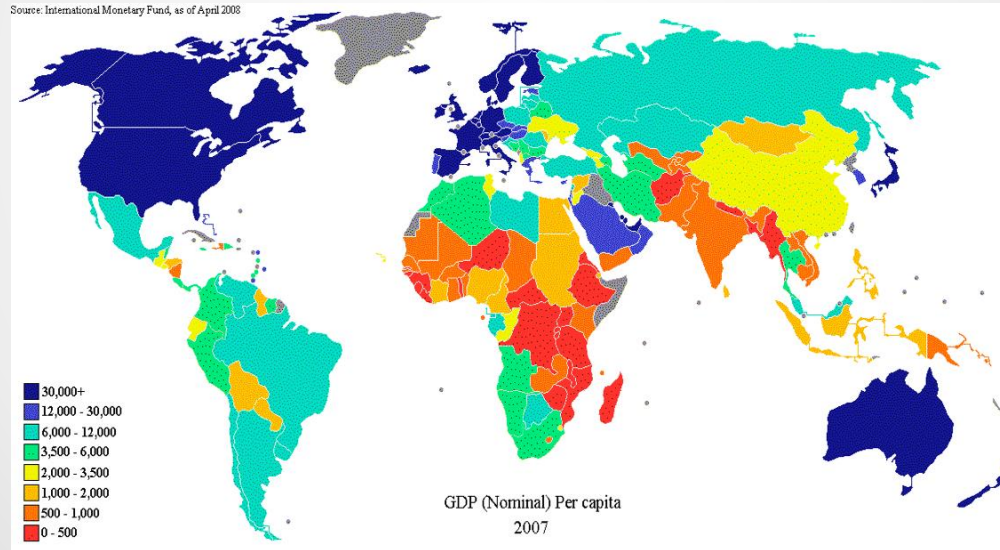 Source: International Monetary Fund, as of April 2008
30,000+
12,000 - 30,000
6,000 - 12,000
3,500 - 6,000
2,000 - 3,500
1,000 - 2,000
500 - 1,000
0 - 500
GDP (Nominal) Per capita
2007